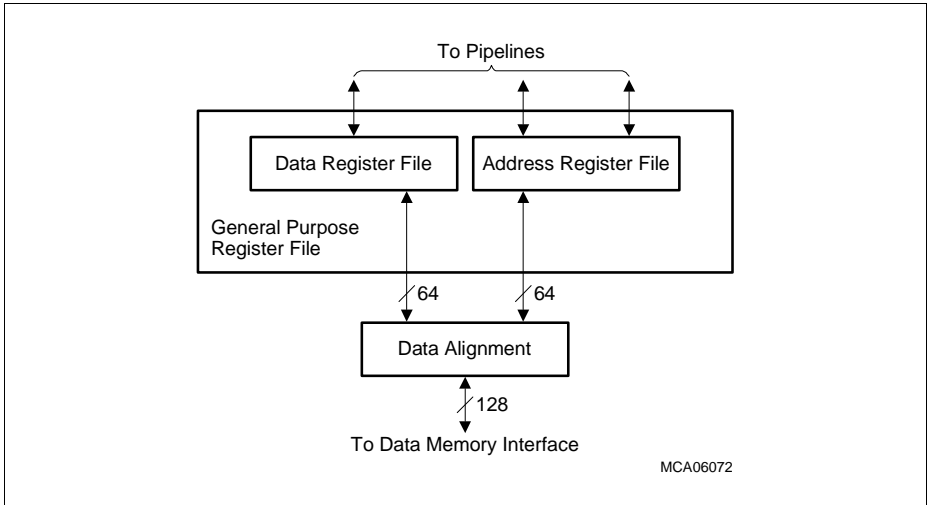 To Pipelines
Data Register File
Address Register File
General Purpose
Register File
64
64
Data Alignment
128
To Data Memory Interface
MCA06072